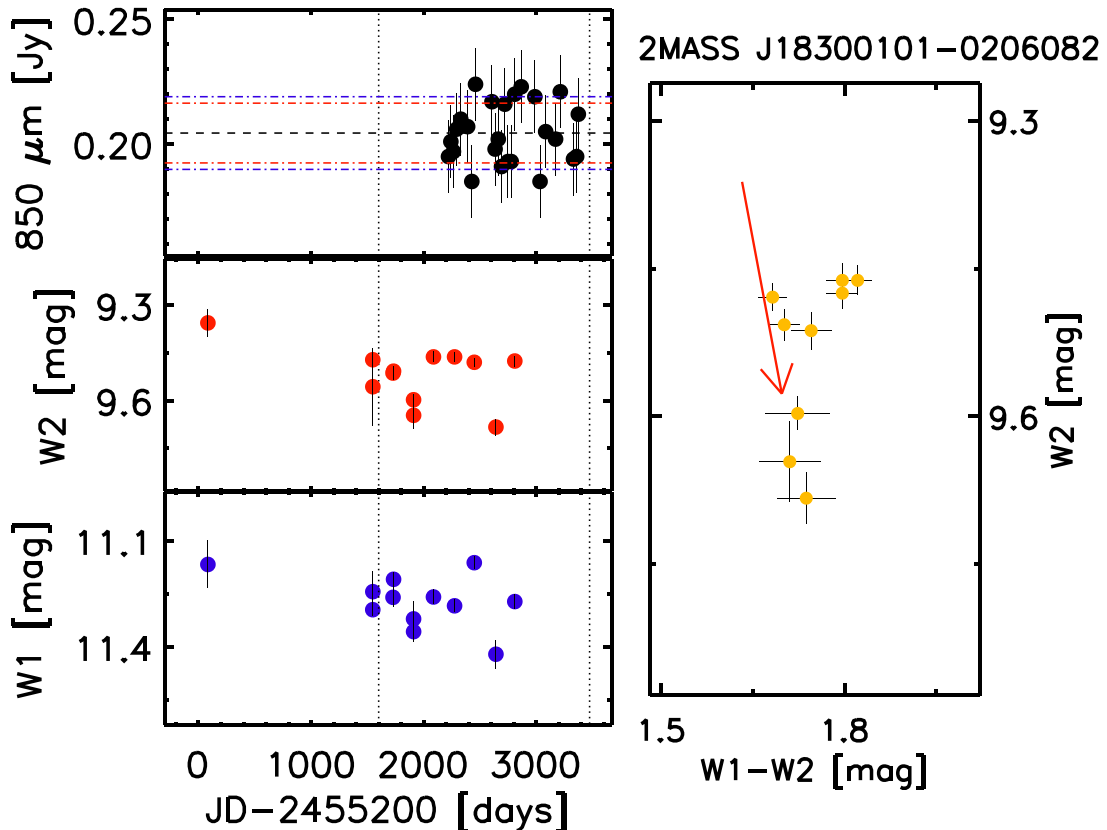 2MASS J18300101−0206082
0.25
0.20
850 μm [Jy]
9.3
9.6
W2 [mag]
11.1
11.4
W1 [mag]
0 1000 2000 3000
JD−2455200 [days]
9.3
9.6
W2 [mag]
1.5 1.8
W1−W2 [mag]